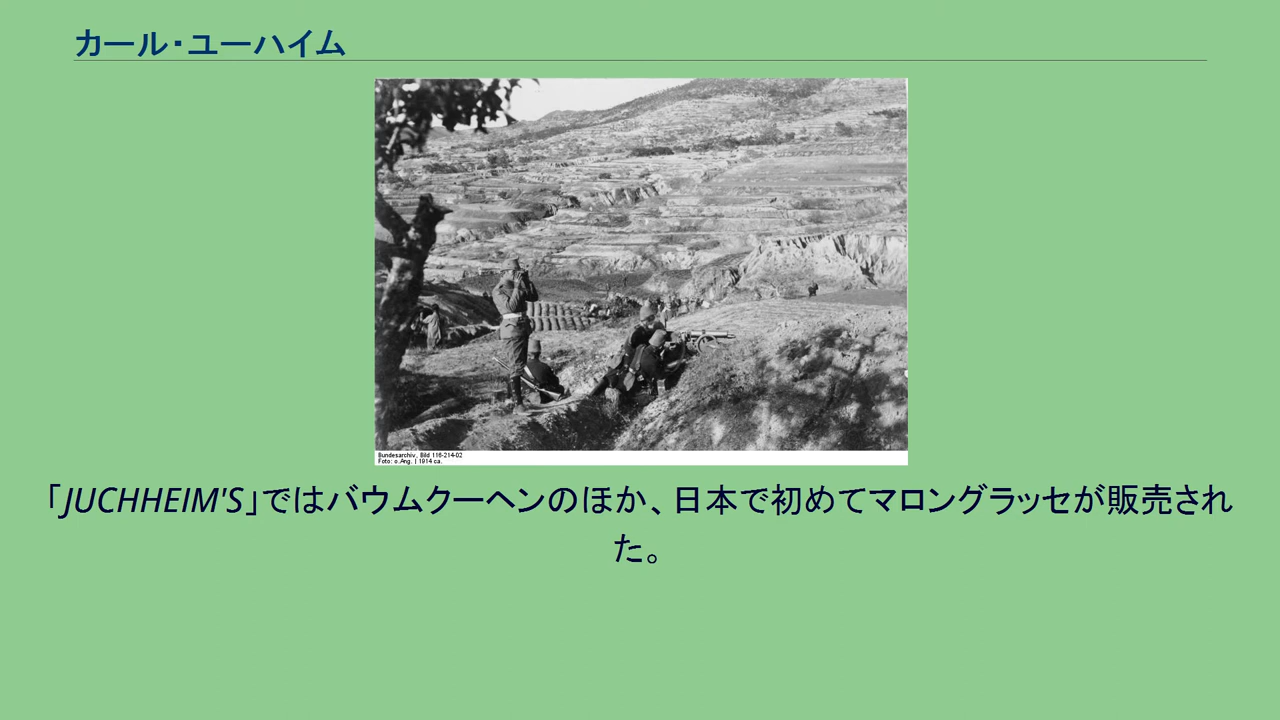 カール・ユーハイム
Bundesarchiv, Bild 116-214-02
Foto: o.Ang. | 1914 ca.
「JUCHHEIM'S」ではバウムクーヘンのほか、日本で初めてマロングラッセが販売され
た。